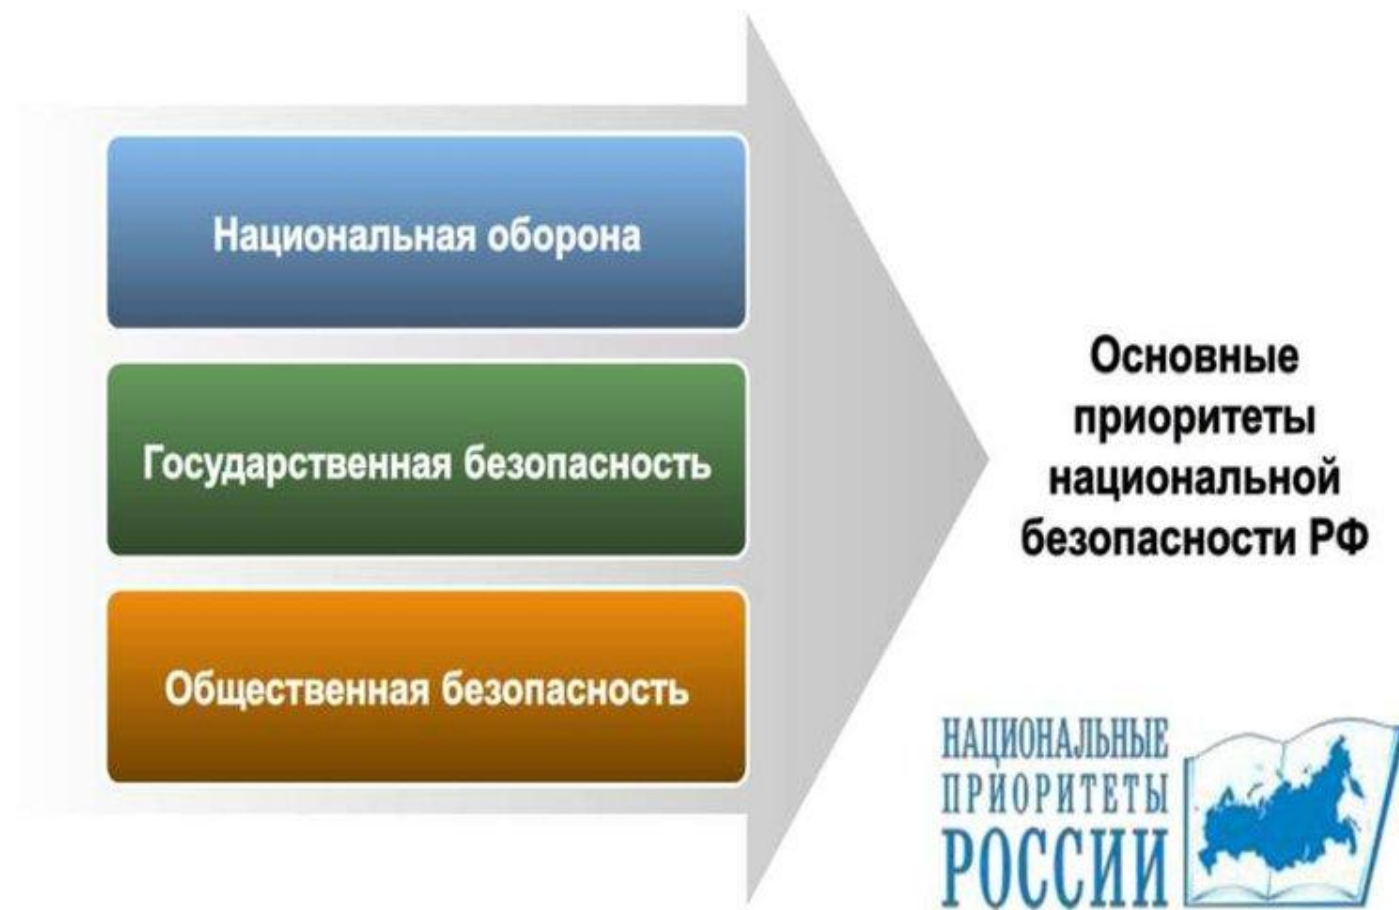 Национальная оборона
Государственная безопасность
Общественная безопасность
Основные
приоритеты
национальной
безопасности РФ
НАЦИОНАЛЬНЫЕ
ПРИОРИТЕТЫ
РОССИИ